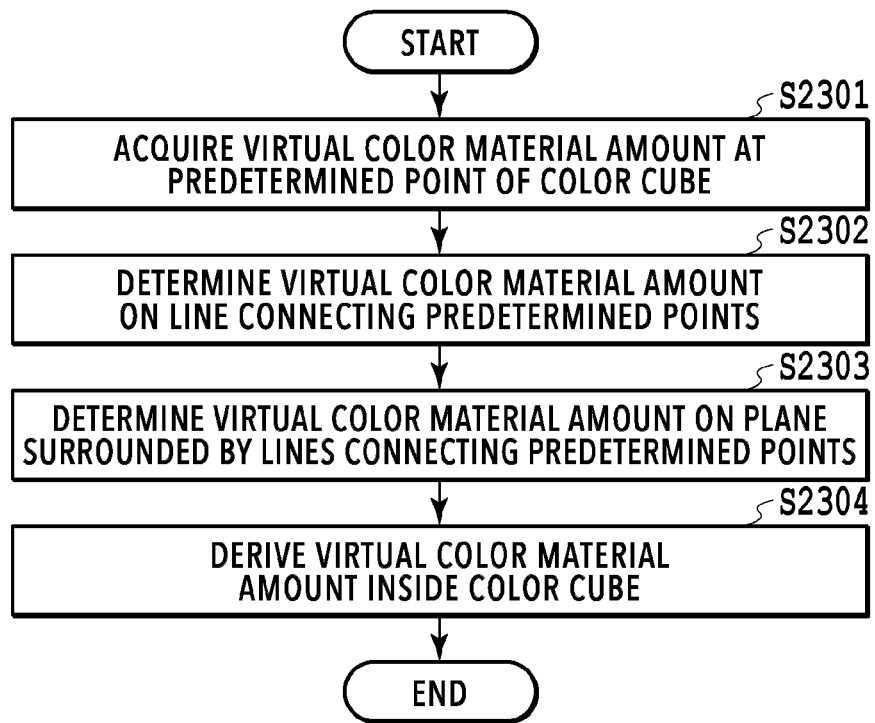 START
S2301
ACQUIRE VIRTUAL COLOR MATERIAL AMOUNT AT
PREDETERMINED POINT OF COLOR CUBE
S2302
DETERMINE VIRTUAL COLOR MATERIAL AMOUNT
ON LINE CONNECTING PREDETERMINED POINTS
S2303
DETERMINE VIRTUAL COLOR MATERIAL AMOUNT ON PLANE
SURROUNDED BY LINES CONNECTING PREDETERMINED POINTS
S2304
DERIVE VIRTUAL COLOR MATERIAL
AMOUNT INSIDE COLOR CUBE
END